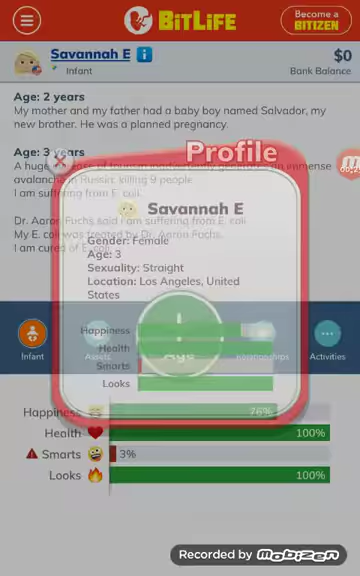 BitLife
Become a
BITIZEN
Savannah E
$0
Infant
Bank Balance
Age: 2 years
My mother and my father had a baby boy named Salvador, my
new brother. He was a planned pregnancy.
Age: 3 years
Profile
A huge
avalanche in Russia, killing 9 people.
I am suffering from E. coli.
Savannah E
Dr. Aaron Fuchs said I am suffering from E. coli.
My E. coli was treated by Dr. Aaron Fuchs.
I am cured of E. coli.
Gender: Female
Age: 3
Sexuality: Straight
Location: Los Angeles, United
States
Happiness
Health
Smarts
Looks
Infant
Assets
Age
Relationships
Activities
Happiness 76%
Health 100%
Smarts 3%
Looks 100%
Recorded by Mobizen